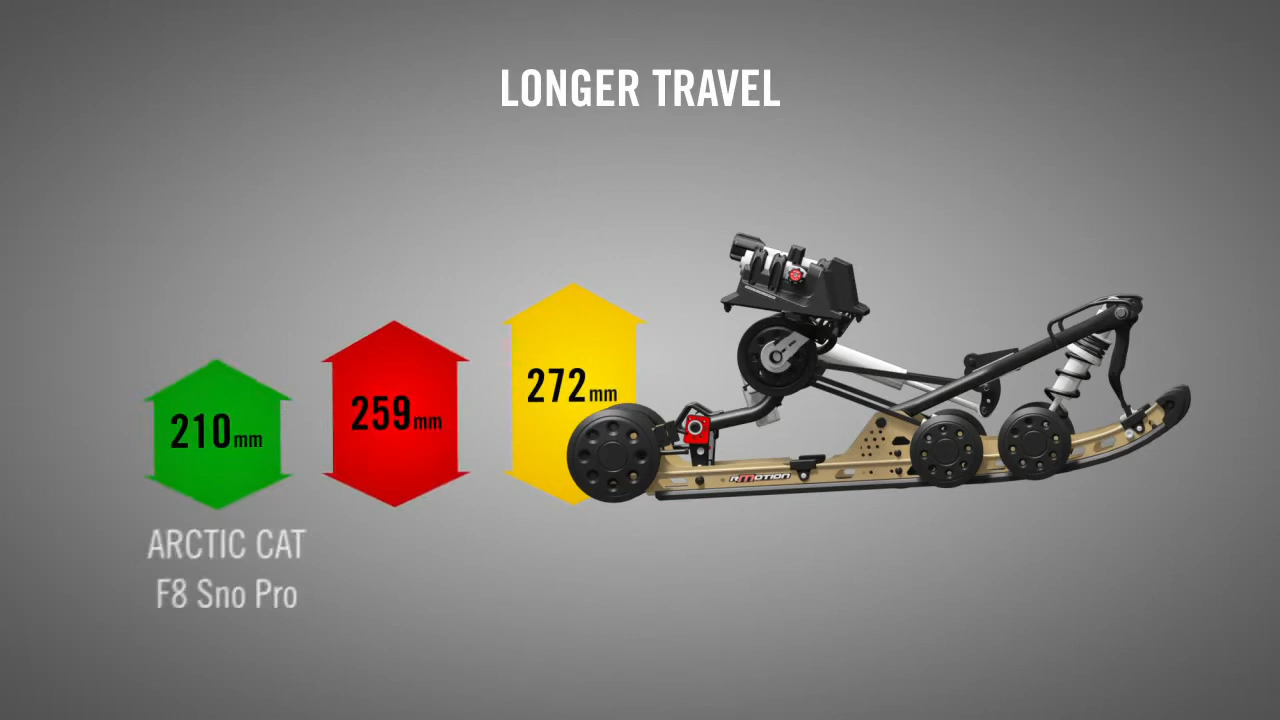 LONGER TRAVEL
272mm
259mm
210mm
RMOTION
ARCTIC CAT
F8 Sno Pro